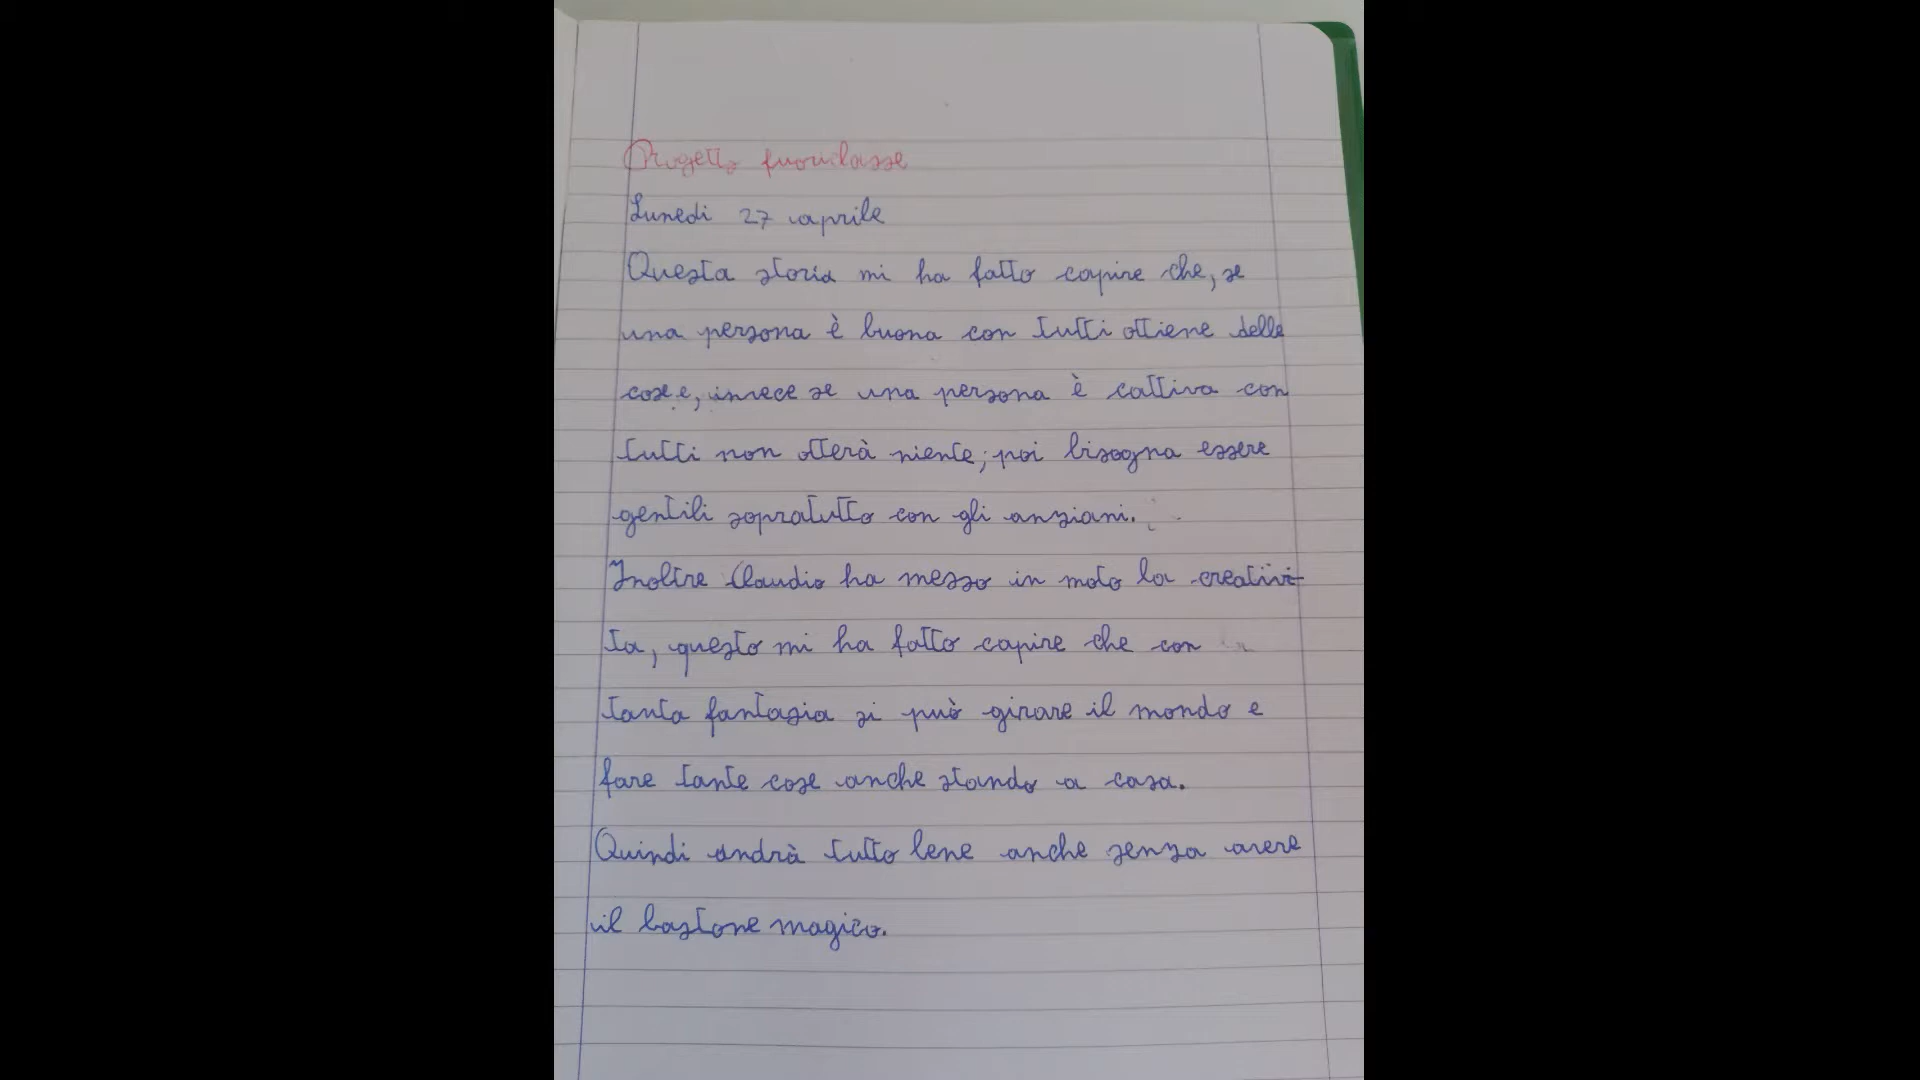 Progetto fuoriclasse
Lunedi 27 aprile
Questa storia mi ha fatto capire che, se
una persona è buona con tutti ottiene delle
cose e, invece se una persona è cattiva con
tutti non otterà niente; poi bisogna essere
gentili sopratutto con gli anziani.
Inoltre Claudio ha messo in moto la creativi-
ta, questo mi ha fatto capire che con
tanta fantasia si può girare il mondo e
fare tante cose anche stando a casa.
Quindi andrà tutto bene anche senza avere
il bastone magico.